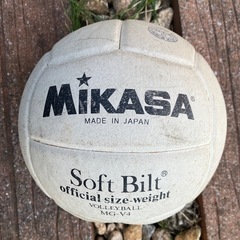 MIKASA
MADE IN JAPAN
Soft Bilt®
official size-weight
VOLLEYBALL
MG-V4